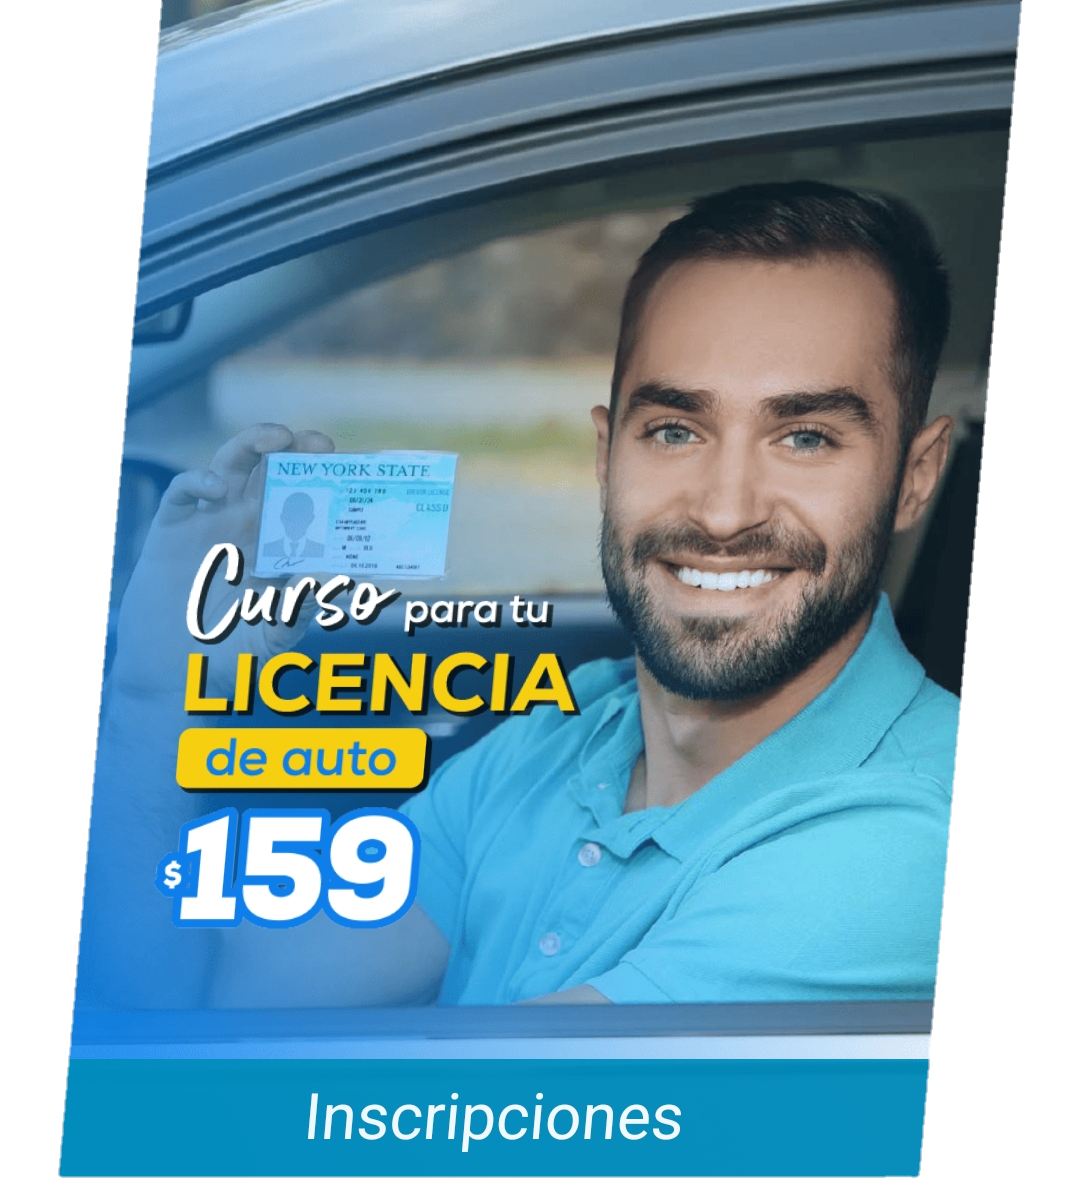 NEW YORK STATE
CLASS D
Curso para tu
LICENCIA
de auto
$159
Inscripciones